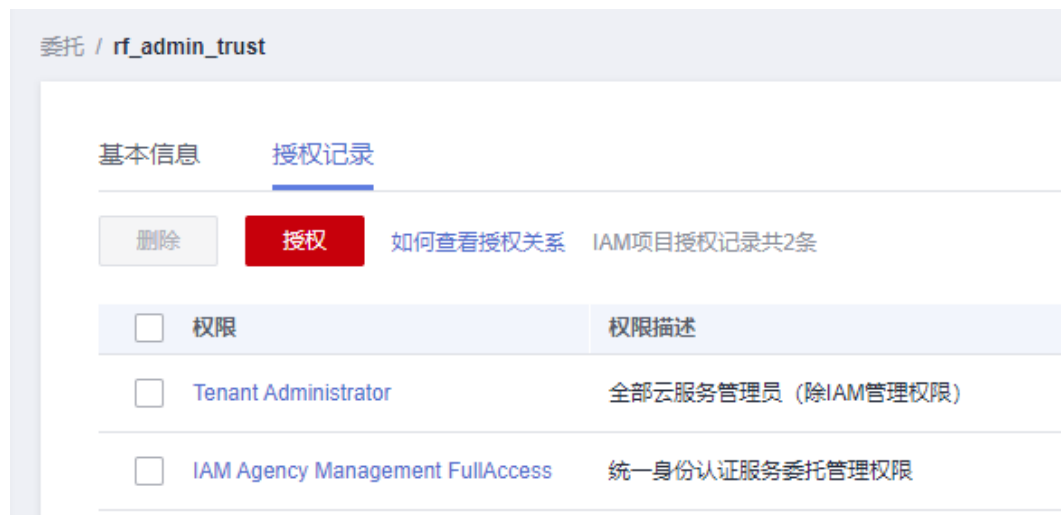 委托 / rf_admin_trust
基本信息 授权记录
删除 授权 如何查看授权关系 IAM项目授权记录共2条
权限 权限描述
Tenant Administrator 全部云服务管理员（除IAM管理权限）
IAM Agency Management FullAccess 统一身份认证服务委托管理权限